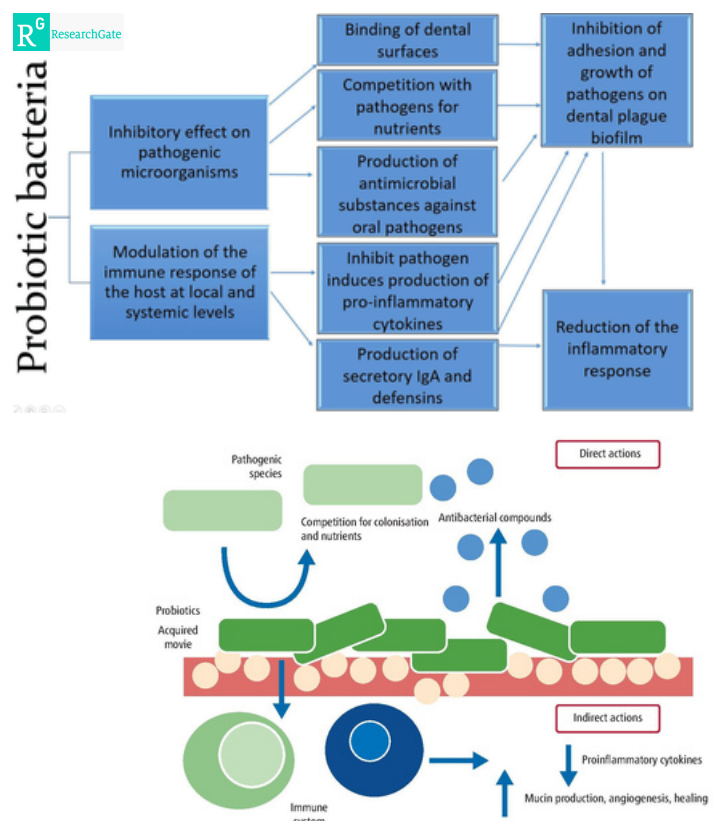 RG
ResearchGate
Probiotic bacteria
Inhibitory effect on
pathogenic
microorganisms
Modulation of the
immune response of
the host at local and
systemic levels
Binding of dental
surfaces
Competition with
pathogens for
nutrients
Production of
antimicrobial
substances against
oral pathogens
Inhibit pathogen
induces production of
pro-inflammatory
cytokines
Production of
secretory IgA and
defensins
Inhibition of
adhesion and
growth of
pathogens on
dental plague
biofilm
Reduction of the
inflammatory
response
Direct actions
Pathogenic
species
Competition for colonisation
and nutrients
Antibacterial compounds
Probiotics
Acquired
movie
Indirect actions
Proinflammatory cytokines
Mucin production, angiogenesis, healing
Immune
system